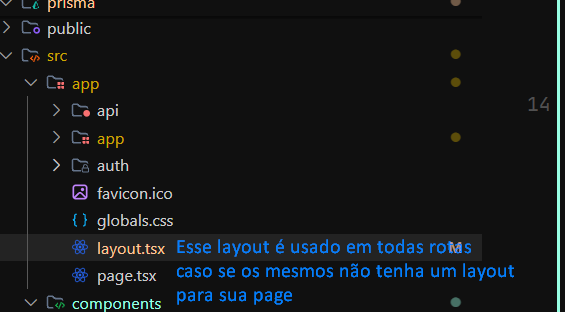 prisma
public
src
app
14
api
app
auth
favicon.ico
globals.css
layout.tsx Esse layout é usado em todas rotas M
page.tsx caso se os mesmos não tenha um layout
para sua page
components